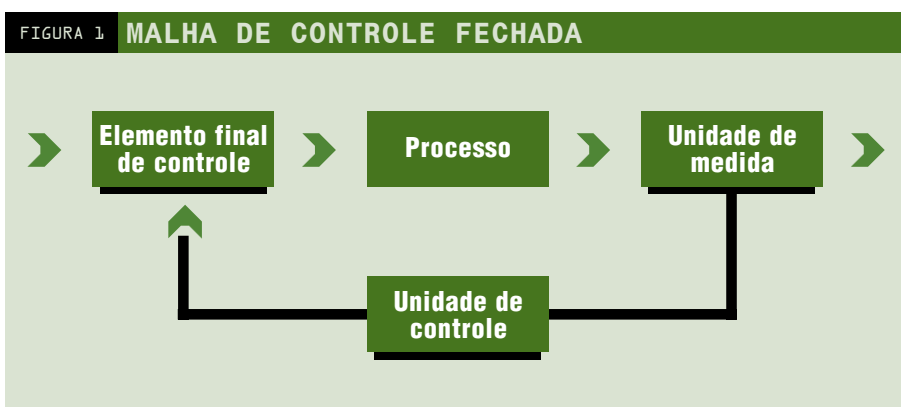 FIGURA 1 MALHA DE CONTROLE FECHADA
Elemento final
de controle
Processo
Unidade de
medida
Unidade de
controle